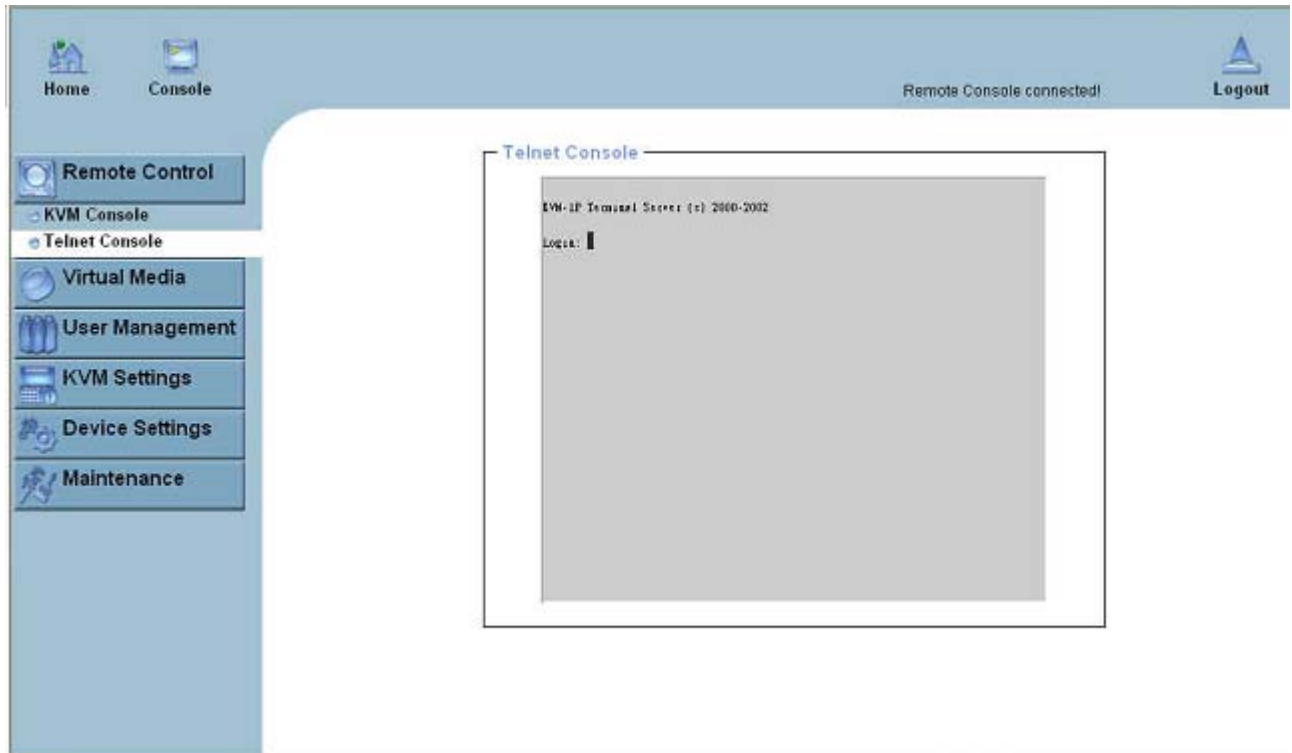 Home
Console
Remote Console connected!
Logout
Remote Control
KVM Console
Telnet Console
Virtual Media
User Management
KVM Settings
Device Settings
Maintenance
Telnet Console
KVM-IP Terminal Server (c) 2000-2002
Login: